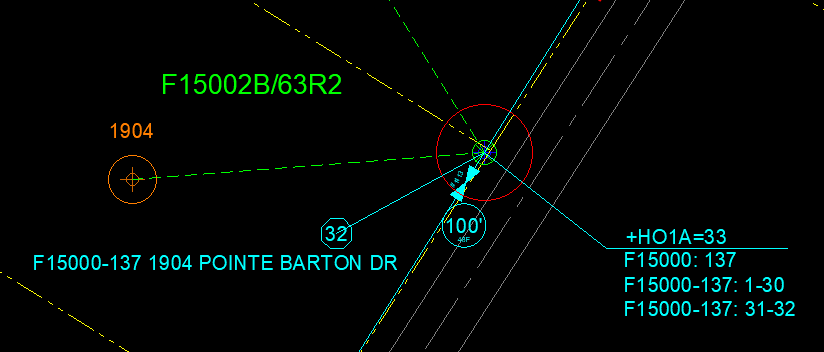 F15002B/63R2
1904
32
100'
48F
+HO1A=33
F15000-137 1904 POINTE BARTON DR
F15000: 137
F15000-137: 1-30
F15000-137: 31-32